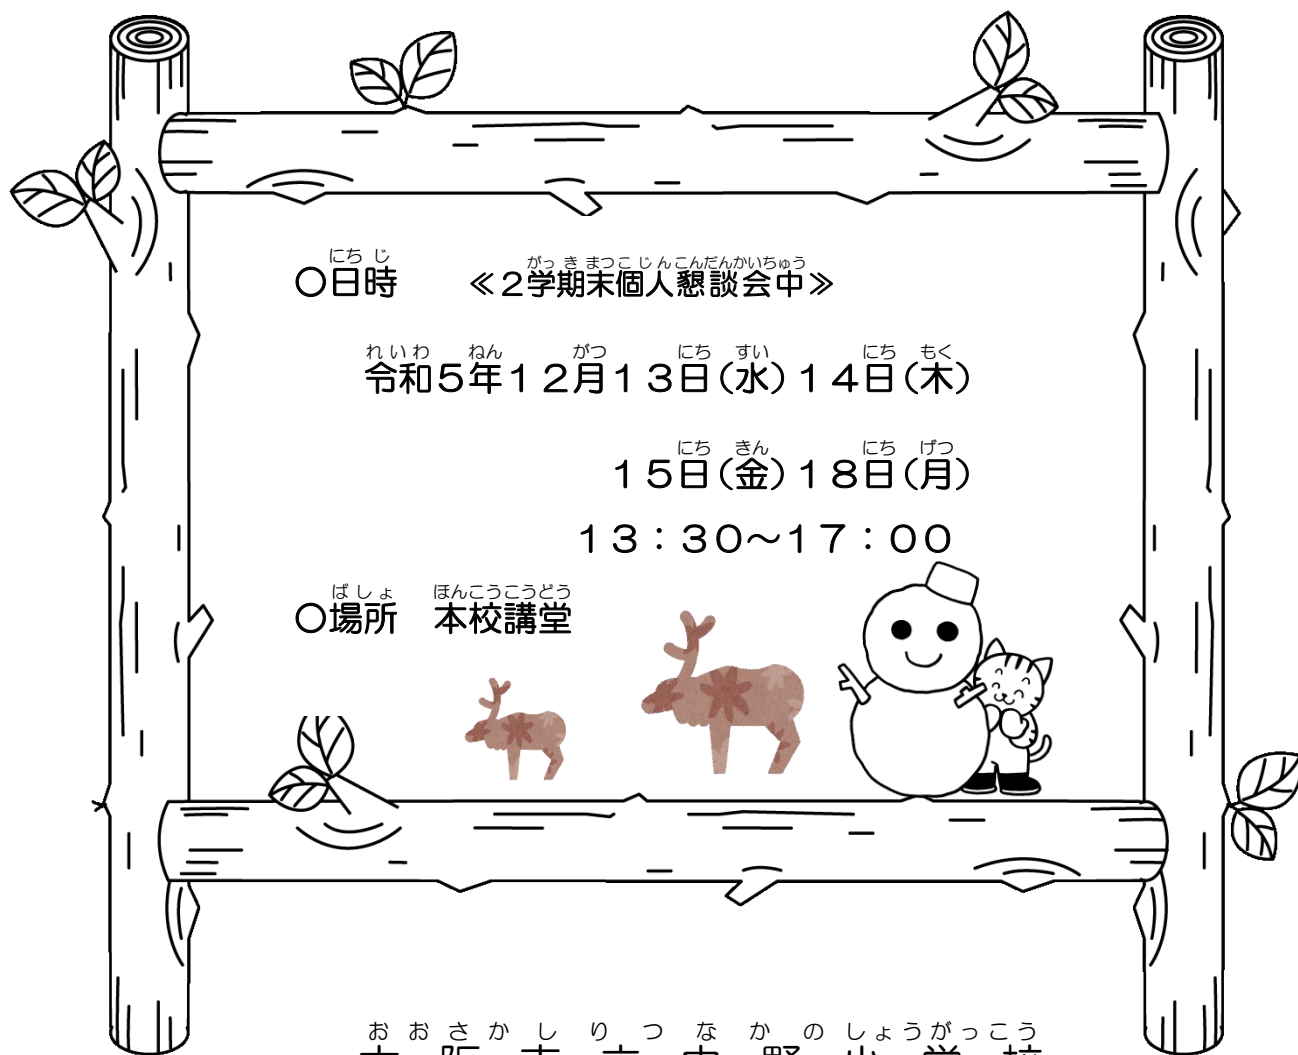 にちじ がっきまつこじんこんだんかいちゅう
〇日時 ≪２学期末個人懇談会中≫
れいわ ねん がつ にち すい にち もく
令和５年１２月１３日（水）１４日（木）
にち きん にち げつ
１５日（金）１８日（月）
１３：３０～１７：００
ばしょ ほんこうこうどう
〇場所 本校講堂
おおさかしりつなかのしょうがっこう